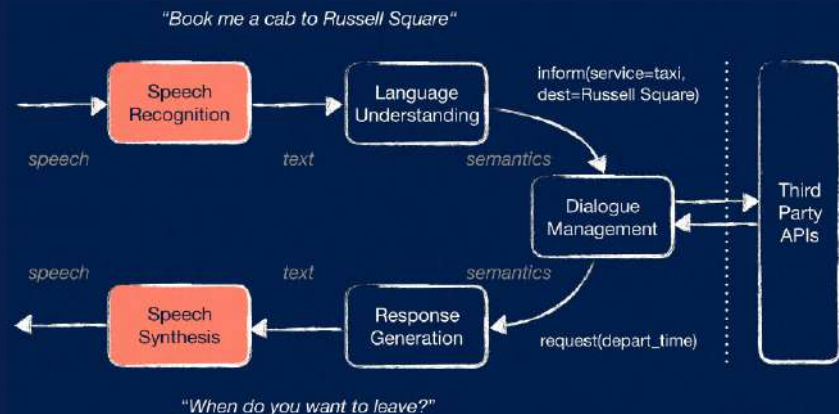 "Book me a cab to Russell Square"
Speech
Recognition
Language
Understanding
inform(service=taxi,
dest=Russell Square)
speech
text
semantics
Dialogue
Management
Third
Party
APIs
speech
text
semantics
Speech
Synthesis
Response
Generation
request(depart_time)
"When do you want to leave?"